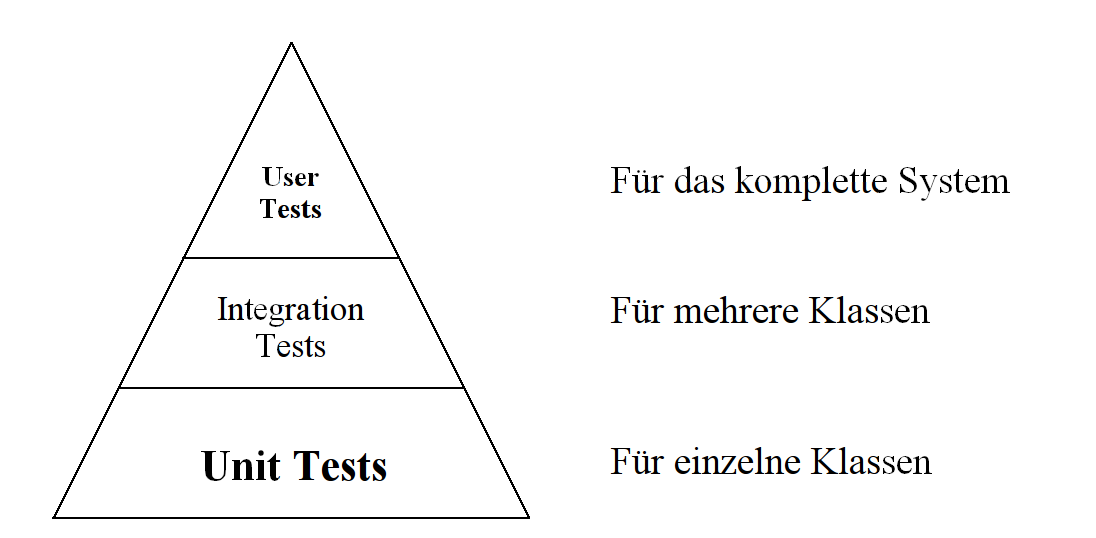 User
Tests
Für das komplette System
Integration
Tests
Für mehrere Klassen
Unit Tests
Für einzelne Klassen